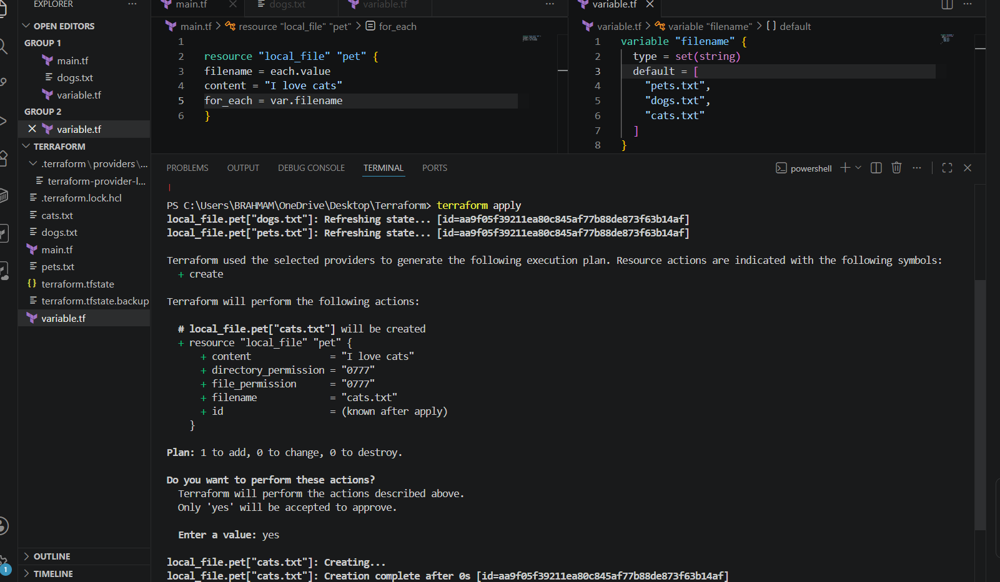 EXPLORER
···
OPEN EDITORS
GROUP 1
main.tf
dogs.txt
variable.tf
GROUP 2
variable.tf
TERRAFORM
.terraform\providers\...
terraform-provider-l...
.terraform.lock.hcl
cats.txt
dogs.txt
main.tf
pets.txt
terraform.tfstate
terraform.tfstate.backup
variable.tf
OUTLINE
TIMELINE
1
main.tf
dogs.txt
variable.tf
···
main.tf > resource "local_file" "pet" > for_each
1
2 resource "local_file" "pet" {
3 filename = each.value
4 content = "I love cats"
5 for_each = var.filename
6 }
variable.tf
···
variable.tf > variable "filename" > [ ] default
1 variable "filename" {
2 type = set(string)
3 default = [
4 "pets.txt",
5 "dogs.txt",
6 "cats.txt"
7 ]
8 }
PROBLEMS OUTPUT DEBUG CONSOLE TERMINAL PORTS
powershell
···
PS C:\Users\BRAHMAM\OneDrive\Desktop\Terraform> terraform apply
local_file.pet["dogs.txt"]: Refreshing state... [id=aa9f05f39211ea80c845af77b88de873f63b14af]
local_file.pet["pets.txt"]: Refreshing state... [id=aa9f05f39211ea80c845af77b88de873f63b14af]
Terraform used the selected providers to generate the following execution plan. Resource actions are indicated with the following symbols:
+ create
Terraform will perform the following actions:
# local_file.pet["cats.txt"] will be created
+ resource "local_file" "pet" {
+ content = "I love cats"
+ directory_permission = "0777"
+ file_permission = "0777"
+ filename = "cats.txt"
+ id = (known after apply)
}
Plan: 1 to add, 0 to change, 0 to destroy.
Do you want to perform these actions?
Terraform will perform the actions described above.
Only 'yes' will be accepted to approve.
Enter a value: yes
local_file.pet["cats.txt"]: Creating...
local_file.pet["cats.txt"]: Creation complete after 0s [id=aa9f05f39211ea80c845af77b88de873f63b14af]